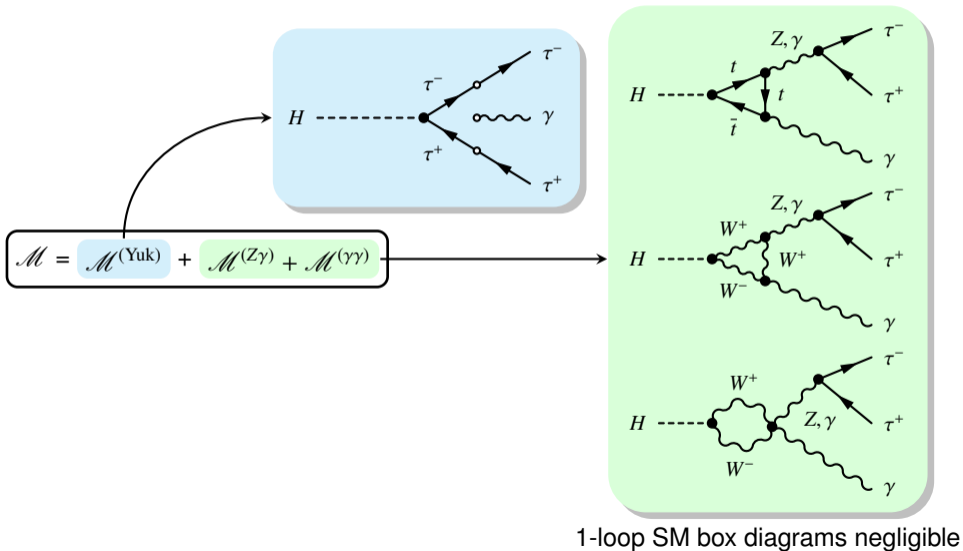 H
τ⁻
τ⁺
τ⁻
γ
τ⁺
ℳ = ℳ^(Yuk) + ℳ^(Zγ) + ℳ^(γγ)
H
t
t̄
t
Z, γ
τ⁻
τ⁺
γ
H
W⁺
W⁻
W⁺
Z, γ
τ⁻
τ⁺
γ
H
W⁺
W⁻
Z, γ
τ⁻
τ⁺
γ
1-loop SM box diagrams negligible